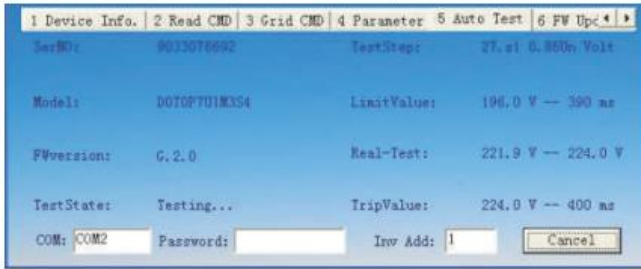 1 Device Info. 2 Read CMD 3 Grid CMD 4 Parameter 5 Auto Test 6 FW Upc
SerNO: 9033076692 TestStep: 27.s1 0.85Un Volt
Model: D0T0P7U1M3S4 LimitValue: 196.0 V -- 390 ms
FWversion: G.2.0 Real-Test: 221.9 V -- 224.0 V
TestState: Testing... TripValue: 224.0 V -- 400 ms
COM: COM2 Password: Inv Add: 1 Cancel